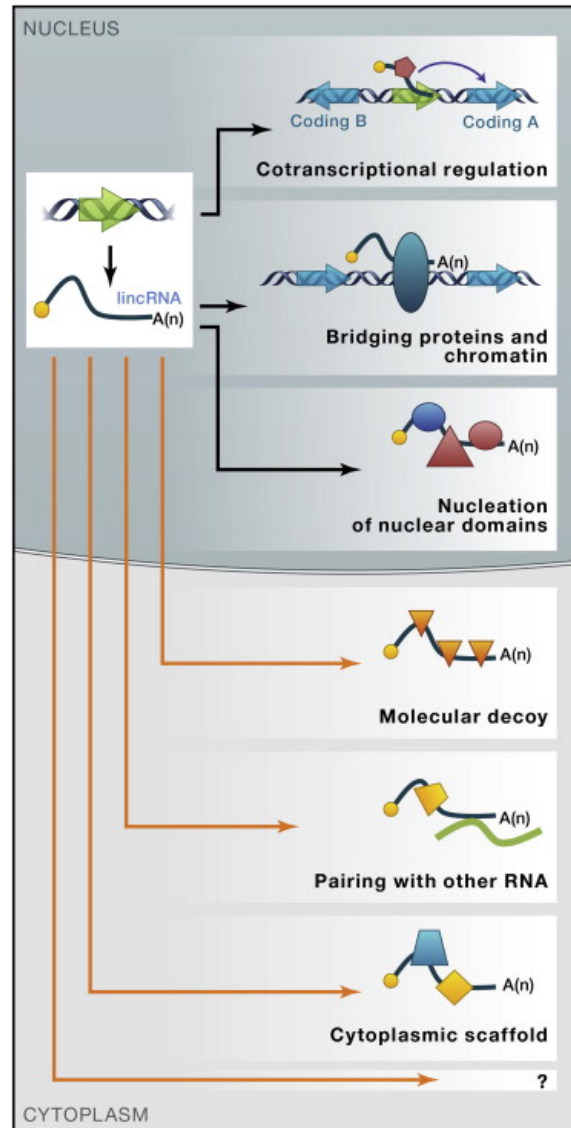 NUCLEUS
Coding B
Coding A
Cotranscriptional regulation
lincRNA
A(n)
A(n)
Bridging proteins and
chromatin
A(n)
Nucleation
of nuclear domains
A(n)
Molecular decoy
A(n)
Pairing with other RNA
A(n)
Cytoplasmic scaffold
?
CYTOPLASM